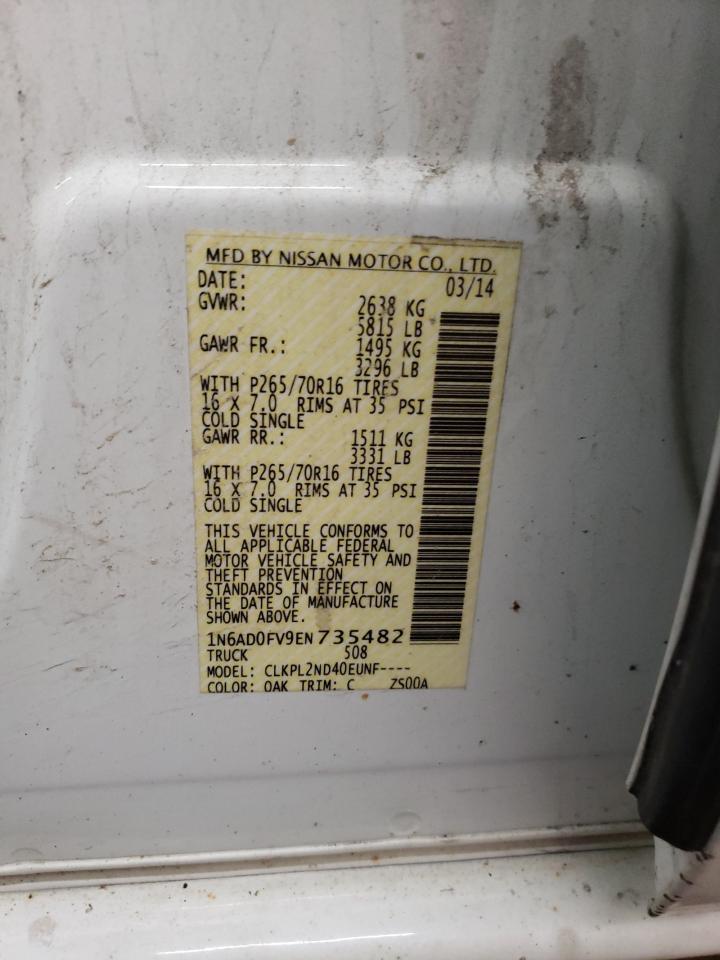 MFD BY NISSAN MOTOR CO., LTD.
DATE: 03/14
GVWR: 2638 KG
5815 LB
GAWR FR.: 1495 KG
3296 LB
WITH P265/70R16 TIRES
16 X 7.0 RIMS AT 35 PSI
COLD SINGLE
GAWR RR.: 1511 KG
3331 LB
WITH P265/70R16 TIRES
16 X 7.0 RIMS AT 35 PSI
COLD SINGLE
THIS VEHICLE CONFORMS TO
ALL APPLICABLE FEDERAL
MOTOR VEHICLE SAFETY AND
THEFT PREVENTION
STANDARDS IN EFFECT ON
THE DATE OF MANUFACTURE
SHOWN ABOVE.
1N6AD0FV9EN735482
TRUCK 508
MODEL: CLKPL2ND40EUNF----
COLOR: QAK TRIM: C ZS00A